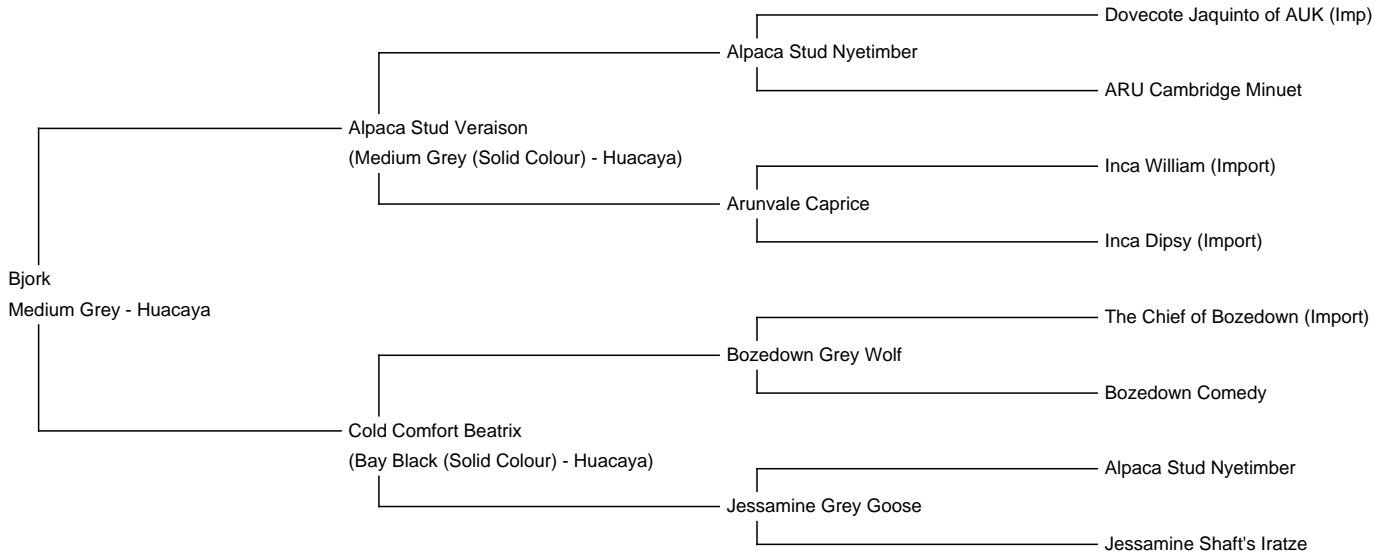 Dovecote Jaquinto of AUK (Imp)
Alpaca Stud Nyetimber
ARU Cambridge Minuet
Alpaca Stud Veraison
(Medium Grey (Solid Colour) - Huacaya)
Inca William (Import)
Arunvale Caprice
Inca Dipsy (Import)
Bjork
Medium Grey - Huacaya
The Chief of Bozedown (Import)
Bozedown Grey Wolf
Bozedown Comedy
Cold Comfort Beatrix
(Bay Black (Solid Colour) - Huacaya)
Alpaca Stud Nyetimber
Jessamine Grey Goose
Jessamine Shaft's Iratze